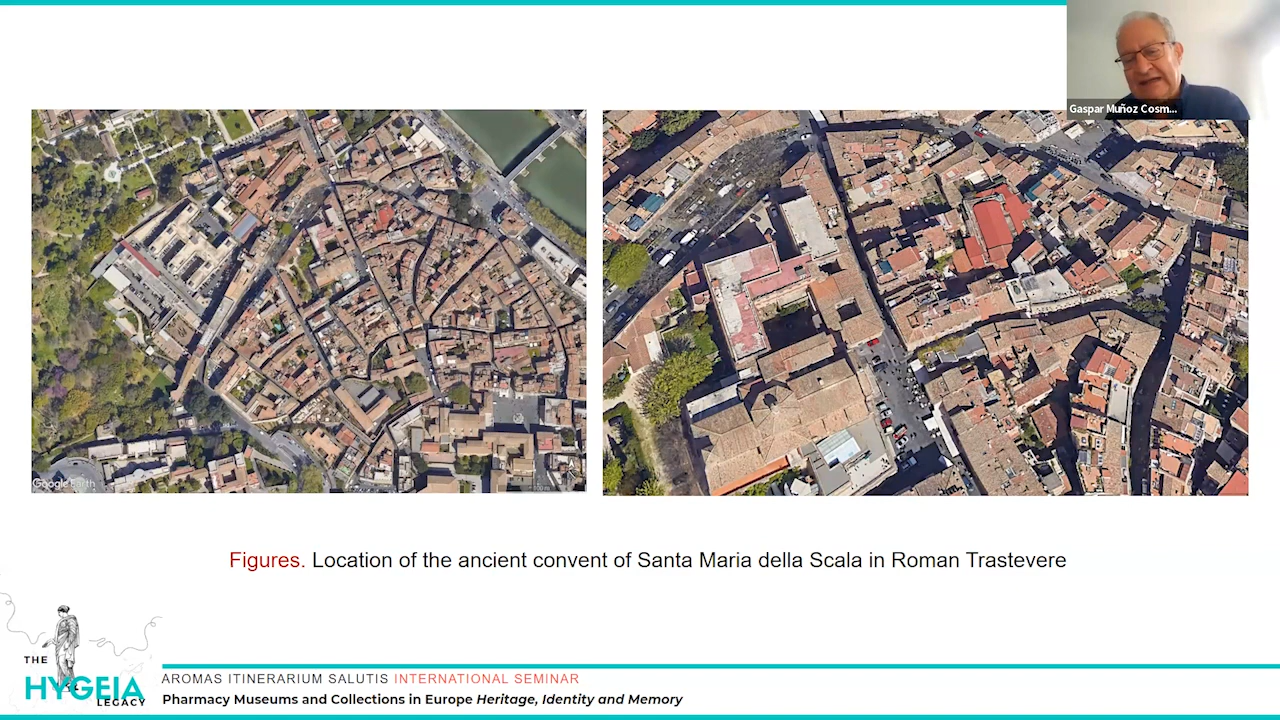 Gaspar Muñoz Cosm...
Google Earth
Figures. Location of the ancient convent of Santa Maria della Scala in Roman Trastevere
THE
HYGEIA
LEGACY
AROMAS ITINERARIUM SALUTIS INTERNATIONAL SEMINAR
Pharmacy Museums and Collections in Europe Heritage, Identity and Memory